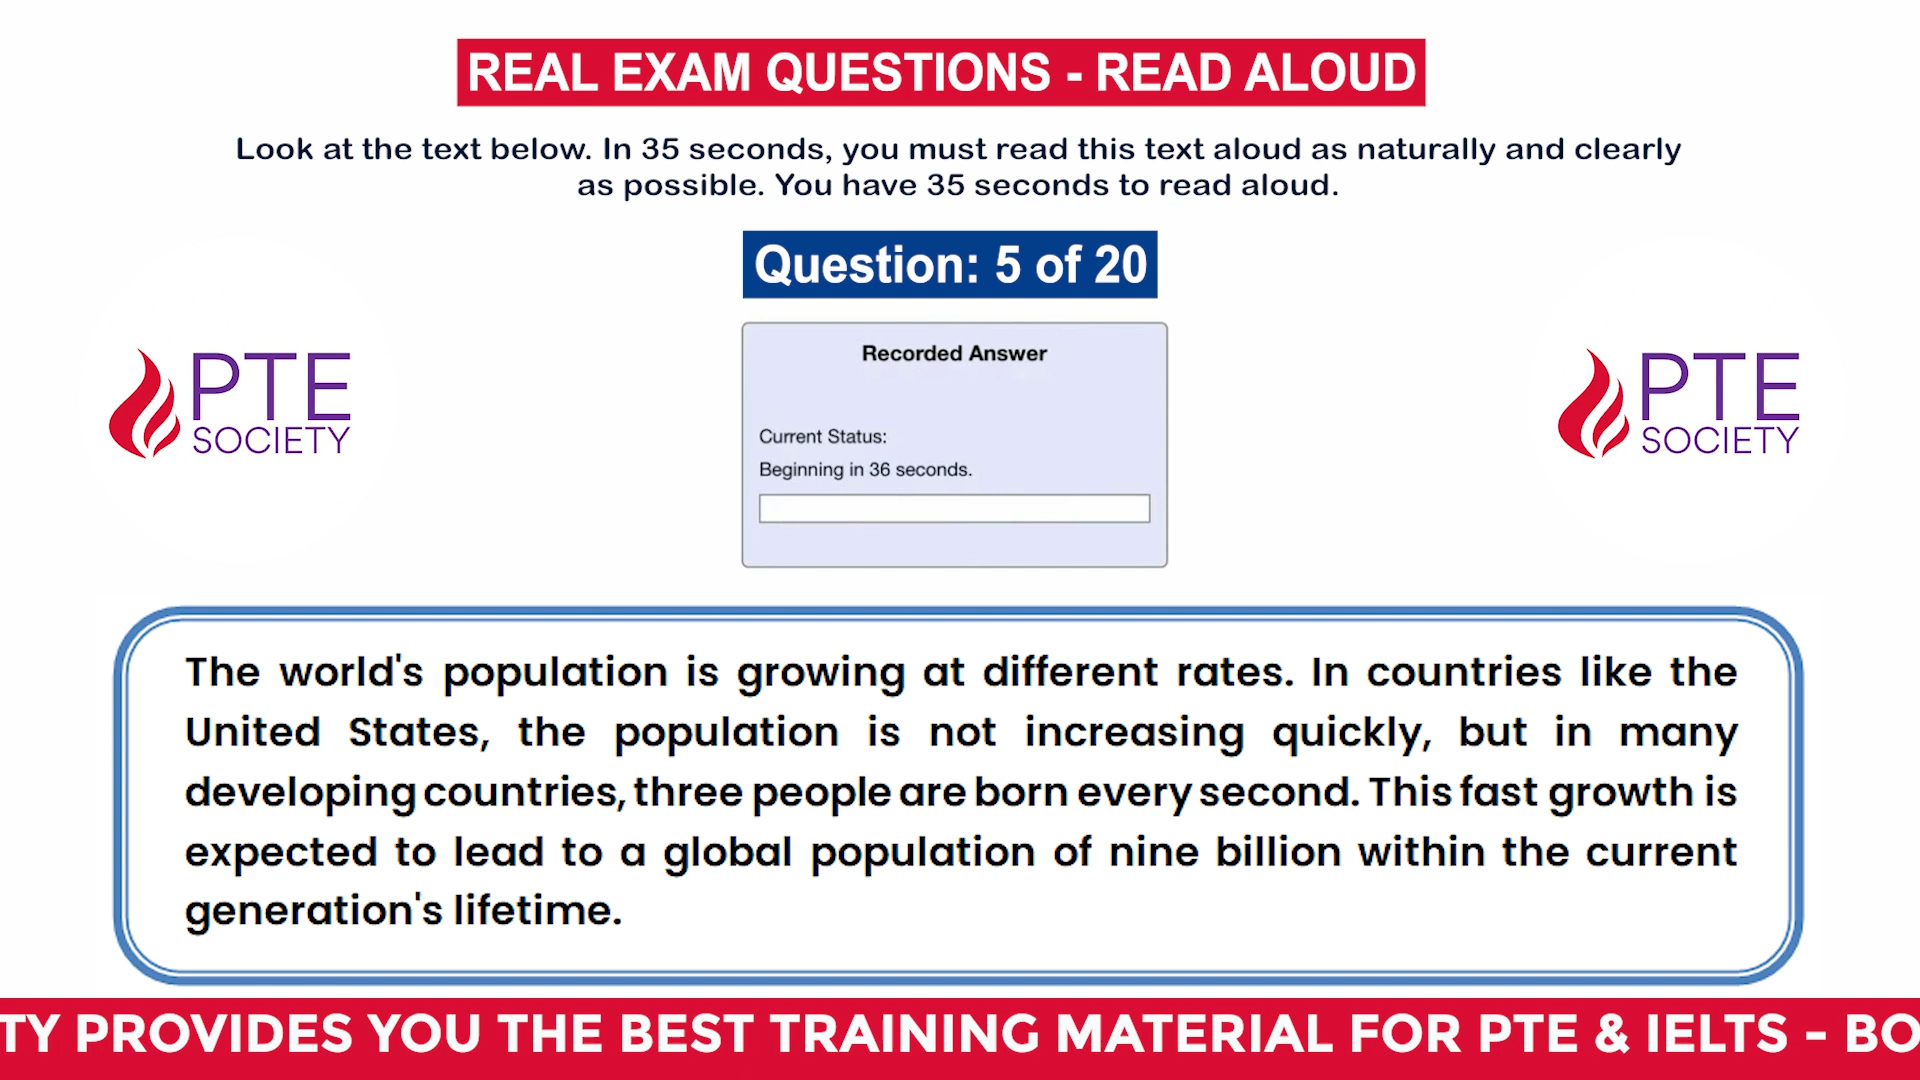 REAL EXAM QUESTIONS - READ ALOUD
Look at the text below. In 35 seconds, you must read this text aloud as naturally and clearly
as possible. You have 35 seconds to read aloud.
Question: 5 of 20
PTE
SOCIETY
Recorded Answer
Current Status:
Beginning in 36 seconds.
PTE
SOCIETY
The world's population is growing at different rates. In countries like the
United States, the population is not increasing quickly, but in many
developing countries, three people are born every second. This fast growth is
expected to lead to a global population of nine billion within the current
generation's lifetime.
TY PROVIDES YOU THE BEST TRAINING MATERIAL FOR PTE & IELTS - BO